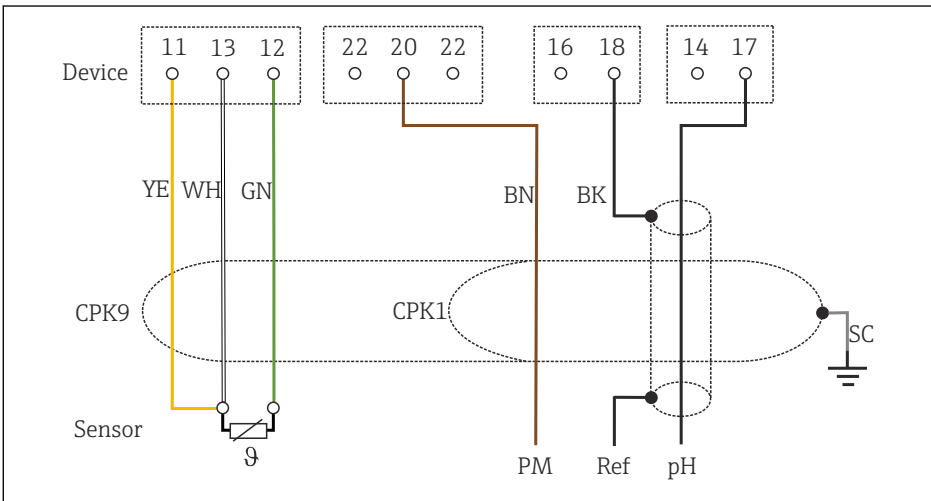 11 13 12 22 20 22 16 18 14 17
Device
YE WH GN BN BK
CPK9 CPK1
SC
Sensor
ϑ PM Ref pH